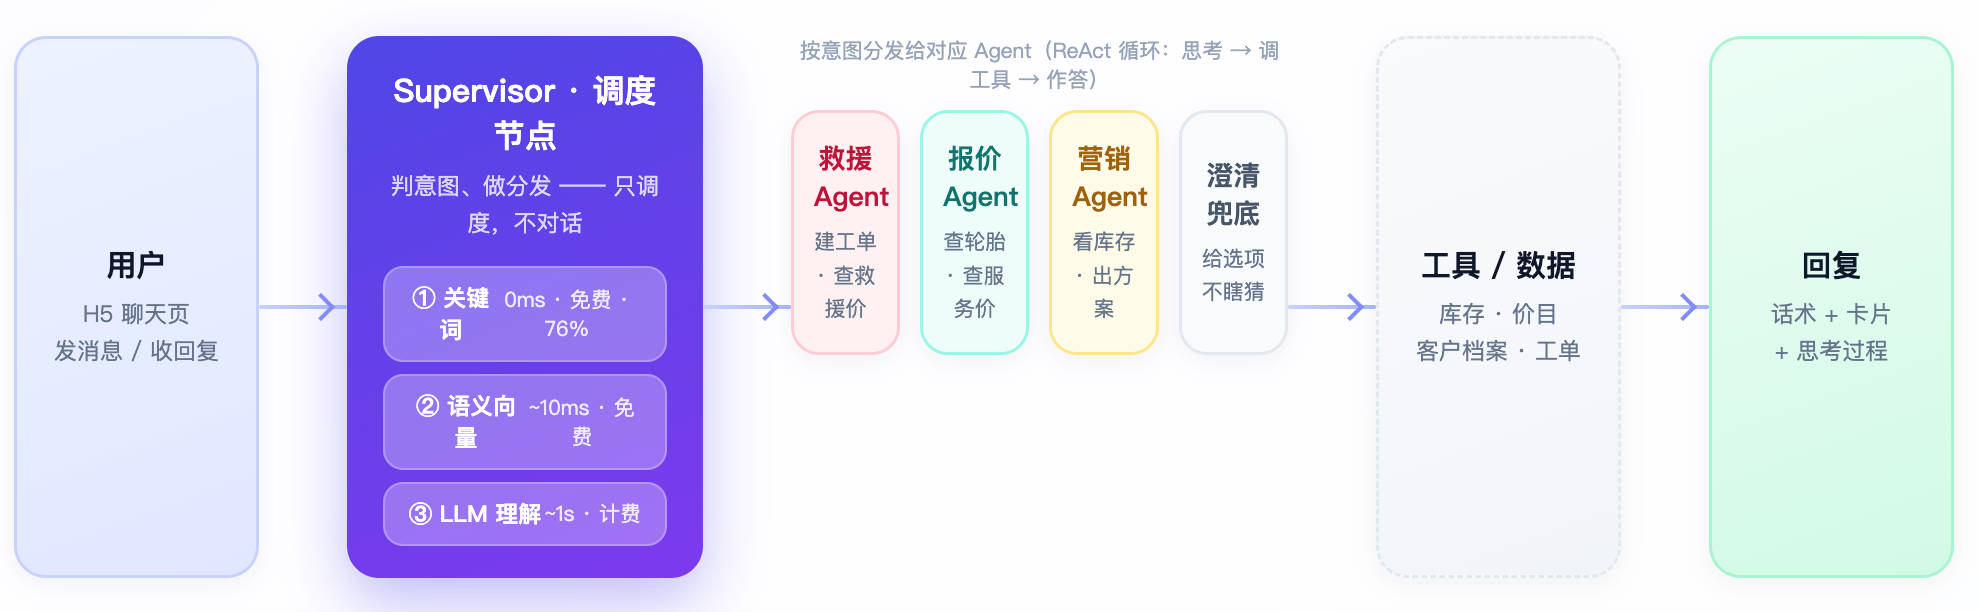 用户
H5 聊天页
发消息 / 收回复
Supervisor · 调度
节点
判意图、做分发 —— 只调
度，不对话
① 关键
词
0ms · 免费 ·
76%
② 语义向
量
~10ms · 免
费
③ LLM 理解 ~1s · 计费
按意图分发给对应 Agent（ReAct 循环：思考 → 调
工具 → 作答）
救援
Agent
建工单
· 查救
援价
报价
Agent
查轮胎
· 查服
务价
营销
Agent
看库存
· 出方
案
澄清
兜底
给选项
不瞎猜
工具 / 数据
库存 · 价目
客户档案 · 工单
回复
话术 + 卡片
+ 思考过程